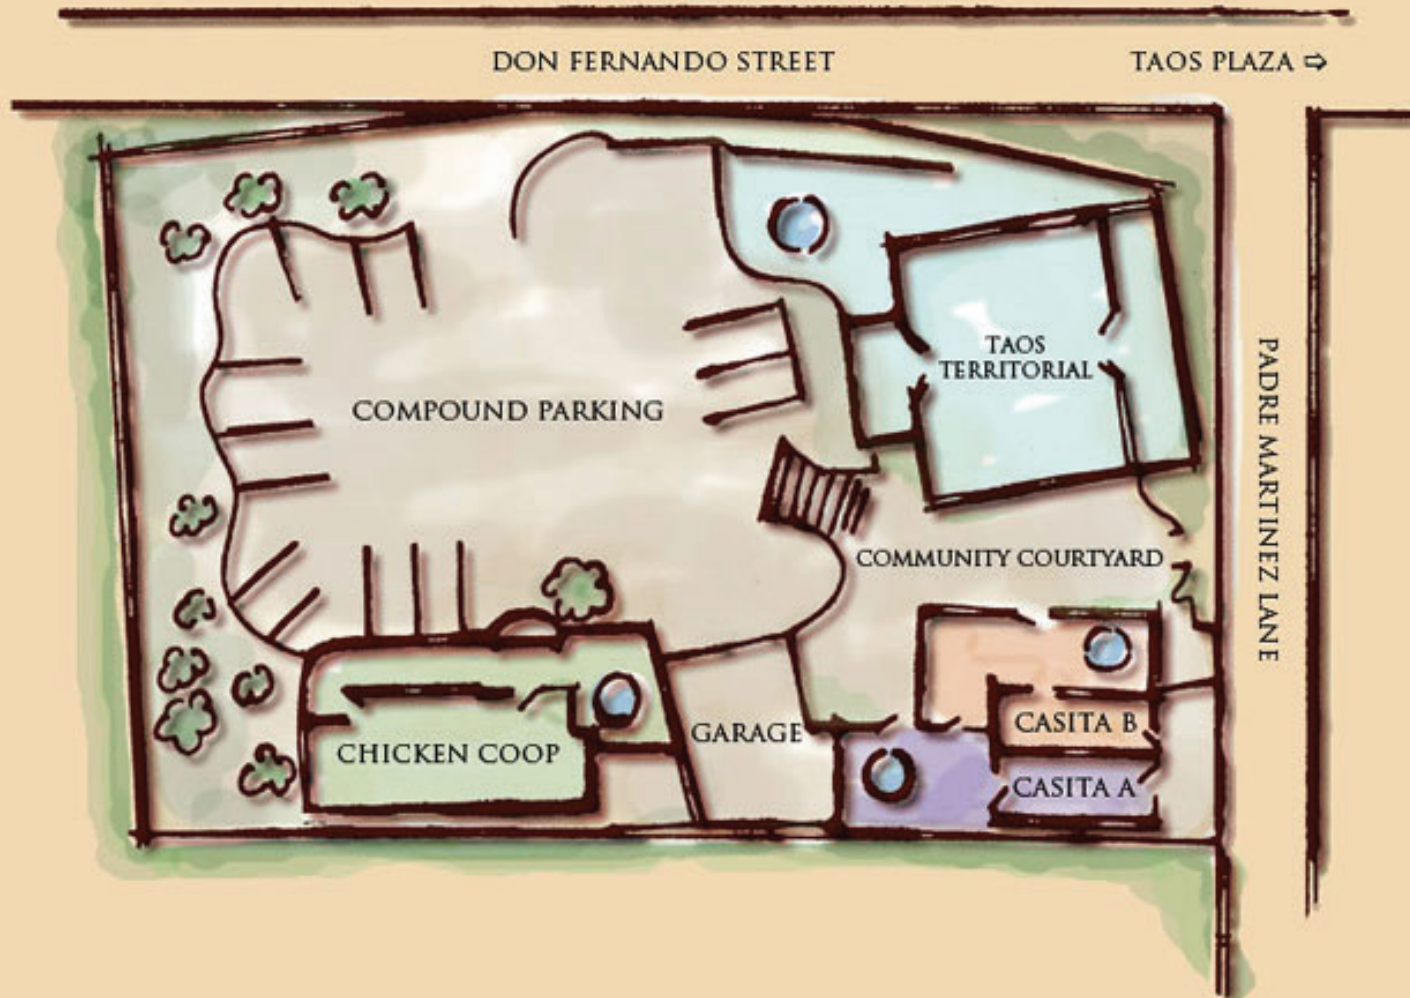 DON FERNANDO STREET
TAOS PLAZA ⇨
TAOS
TERRITORIAL
PADRE MARTINEZ LANE
COMPOUND PARKING
COMMUNITY COURTYARD
CASITA B
GARAGE
CHICKEN COOP
CASITA A